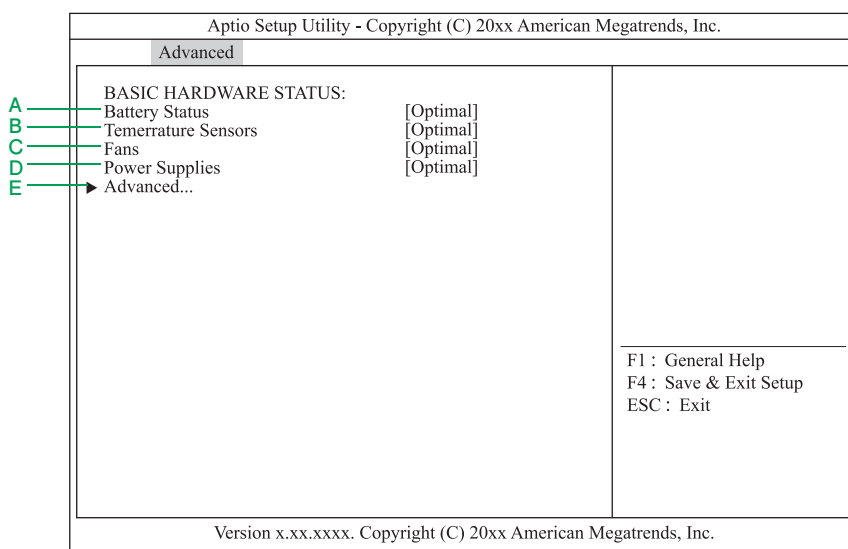 Aptio Setup Utility - Copyright (C) 20xx American Megatrends, Inc.
Advanced
BASIC HARDWARE STATUS:
A Battery Status [Optimal]
B Temerrature Sensors [Optimal]
C Fans [Optimal]
D Power Supplies [Optimal]
E ▶ Advanced...
F1 : General Help
F4 : Save & Exit Setup
ESC : Exit
Version x.xx.xxxx. Copyright (C) 20xx American Megatrends, Inc.